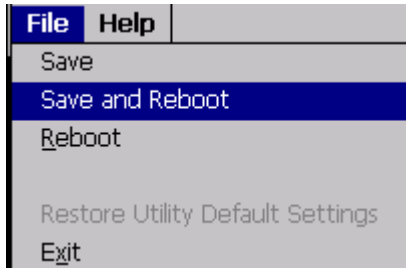 File Help
Save
Save and Reboot
Reboot
Restore Utility Default Settings
Exit